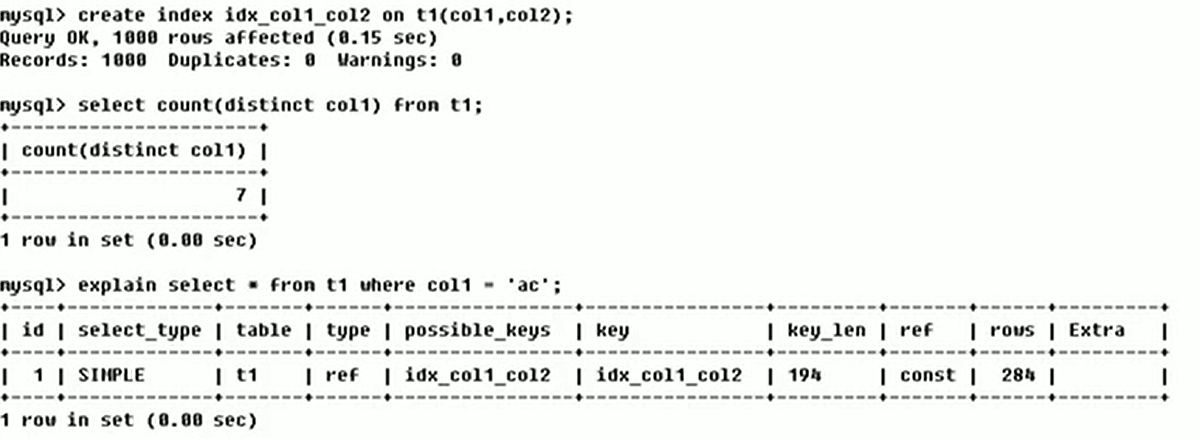 mysql> create index idx_col1_col2 on t1(col1,col2);
Query OK, 1000 rows affected (0.15 sec)
Records: 1000  Duplicates: 0  Warnings: 0
mysql> select count(distinct col1) from t1;
+----------------------+
| count(distinct col1) |
+----------------------+
|                    7 |
+----------------------+
1 row in set (0.00 sec)
mysql> explain select * from t1 where col1 = 'ac';
+----+-------------+-------+------+---------------+---------------+---------+-------+------+-------+
| id | select_type | table | type | possible_keys | key           | key_len | ref   | rows | Extra |
+----+-------------+-------+------+---------------+---------------+---------+-------+------+-------+
|  1 | SIMPLE      | t1    | ref  | idx_col1_col2 | idx_col1_col2 | 194     | const |  284 |       |
+----+-------------+-------+------+---------------+---------------+---------+-------+------+-------+
1 row in set (0.00 sec)